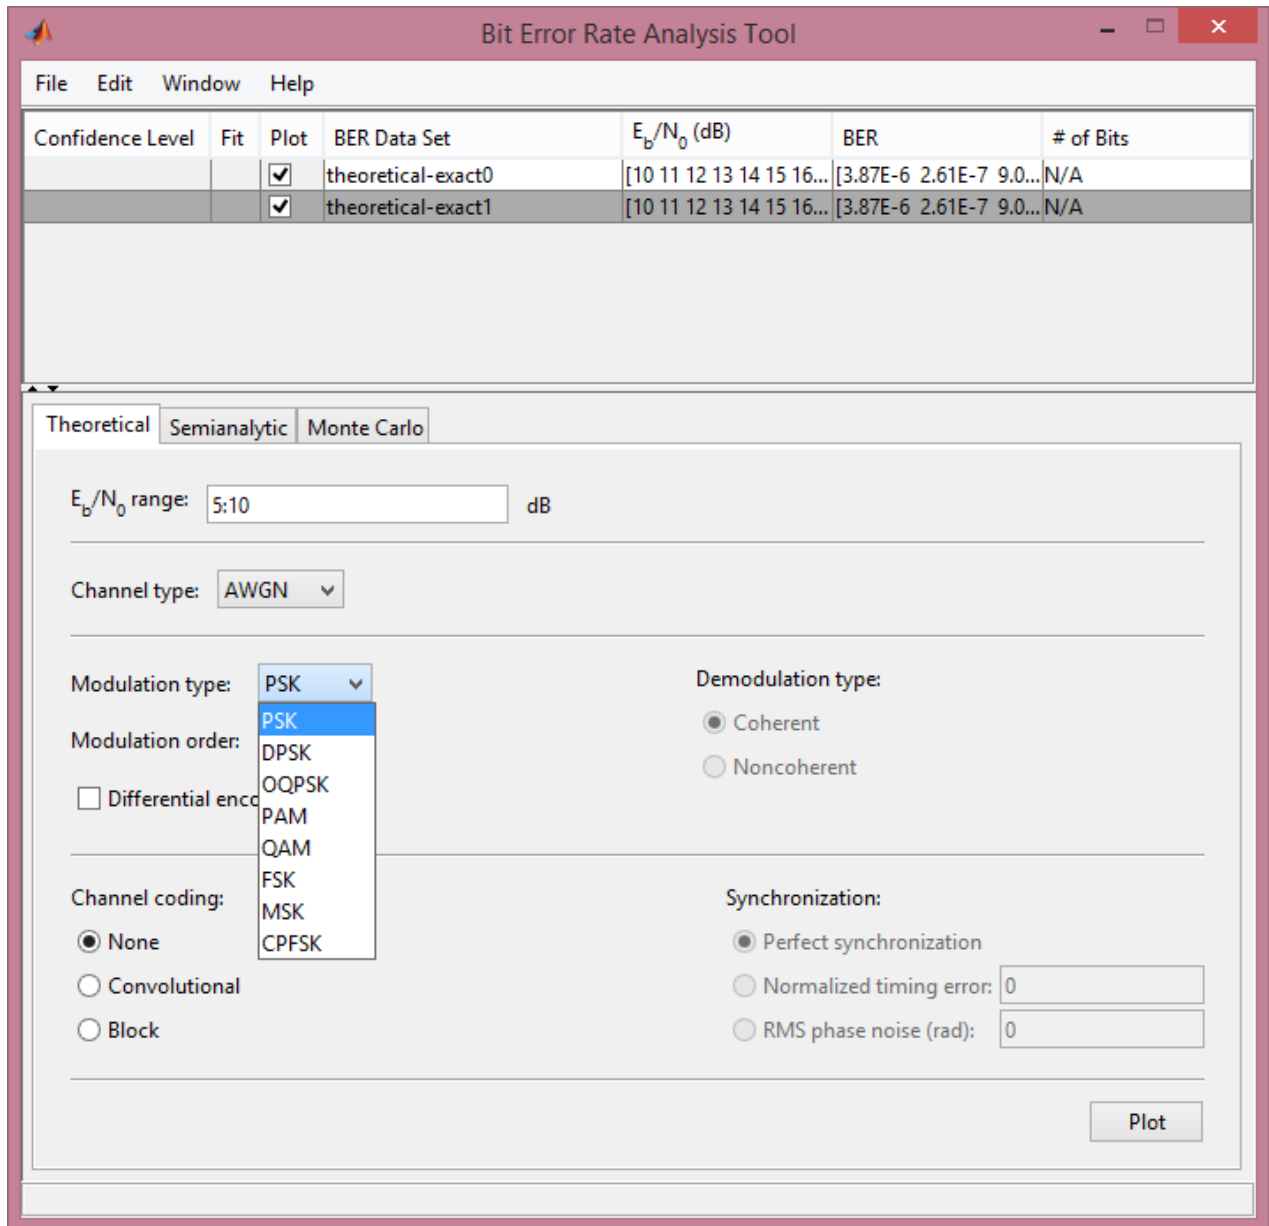 Bit Error Rate Analysis Tool
File Edit Window Help
Confidence Level Fit Plot BER Data Set E_b/N_0 (dB) BER # of Bits
theoretical-exact0 [10 11 12 13 14 15 16... [3.87E-6 2.61E-7 9.0... N/A
theoretical-exact1 [10 11 12 13 14 15 16... [3.87E-6 2.61E-7 9.0... N/A
Theoretical Semianalytic Monte Carlo
E_b/N_0 range: 5:10 dB
Channel type: AWGN
Modulation type: PSK Demodulation type:
PSK
Coherent
Modulation order:
DPSK
Noncoherent
OQPSK
Differential enco
PAM
QAM
FSK
Channel coding: Synchronization:
MSK
None CPFSK Perfect synchronization
Convolutional Normalized timing error: 0
Block RMS phase noise (rad): 0
Plot